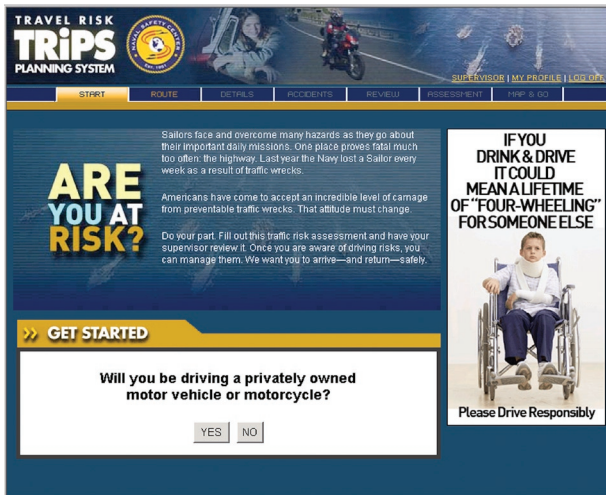 TRAVEL RISK
TRiPS
PLANNING SYSTEM
NAVAL SAFETY CENTER
SUPERVISOR | MY PROFILE | LOG OFF
START ROUTE DETAILS ACCIDENTS REVIEW ASSESSMENT MAP & GO
ARE
YOU AT
RISK?
Sailors face and overcome many hazards as they go about
their important daily missions. One place proves fatal much
too often: the highway. Last year the Navy lost a Sailor every
week as a result of traffic wrecks.
Americans have come to accept an incredible level of carnage
from preventable traffic wrecks. That attitude must change.
Do your part. Fill out this traffic risk assessment and have your
supervisor review it. Once you are aware of driving risks, you
can manage them. We want you to arrive—and return—safely.
IF YOU
DRINK & DRIVE
IT COULD
MEAN A LIFETIME
OF “FOUR-WHEELING”
FOR SOMEONE ELSE
Please Drive Responsibly
>> GET STARTED
Will you be driving a privately owned
motor vehicle or motorcycle?
YES NO